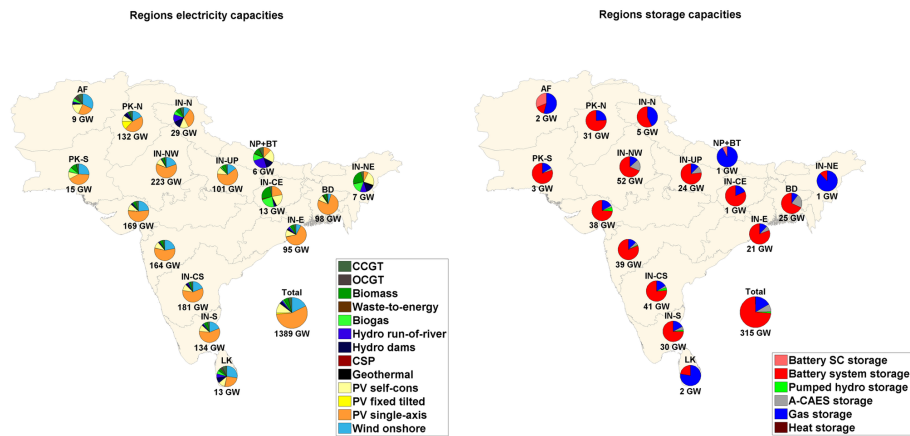 Regions electricity capacities
AF
9 GW
PK-N
132 GW
IN-N
29 GW
PK-S
15 GW
IN-NW
223 GW
IN-UP
101 GW
NP+BT
6 GW
IN-NE
7 GW
IN-CE
13 GW
BD
98 GW
169 GW
IN-E
95 GW
164 GW
IN-CS
181 GW
IN-S
134 GW
LK
13 GW
Total
1389 GW
CCGT
OCGT
Biomass
Waste-to-energy
Biogas
Hydro run-of-river
Hydro dams
CSP
Geothermal
PV self-cons
PV fixed tilted
PV single-axis
Wind onshore
Regions storage capacities
AF
2 GW
PK-N
31 GW
IN-N
5 GW
PK-S
3 GW
IN-NW
52 GW
IN-UP
24 GW
NP+BT
1 GW
IN-NE
1 GW
IN-CE
1 GW
BD
25 GW
38 GW
IN-E
21 GW
39 GW
IN-CS
41 GW
IN-S
30 GW
LK
2 GW
Total
315 GW
Battery SC storage
Battery system storage
Pumped hydro storage
A-CAES storage
Gas storage
Heat storage